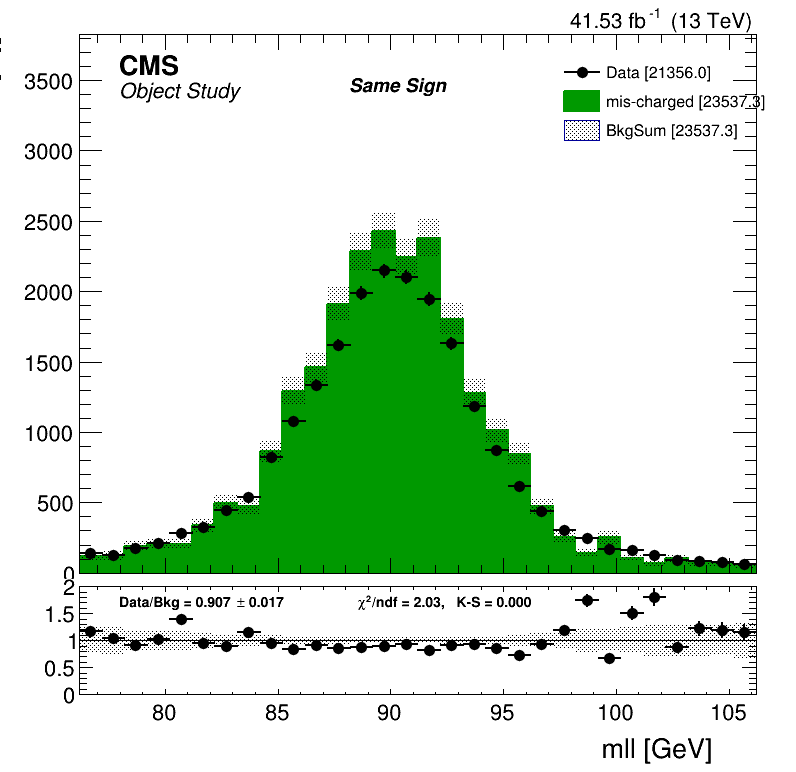 41.53 fb⁻¹ (13 TeV)
CMS
Object Study
Same Sign
Data [21356.0]
mis-charged [23537.3]
BkgSum [23537.3]
3500
3000
2500
2000
1500
1000
500
0
Data/Bkg = 0.907 ± 0.017
χ²/ndf = 2.03, K-S = 0.000
2
1.5
1
0.5
0
80 85 90 95 100 105
mll [GeV]